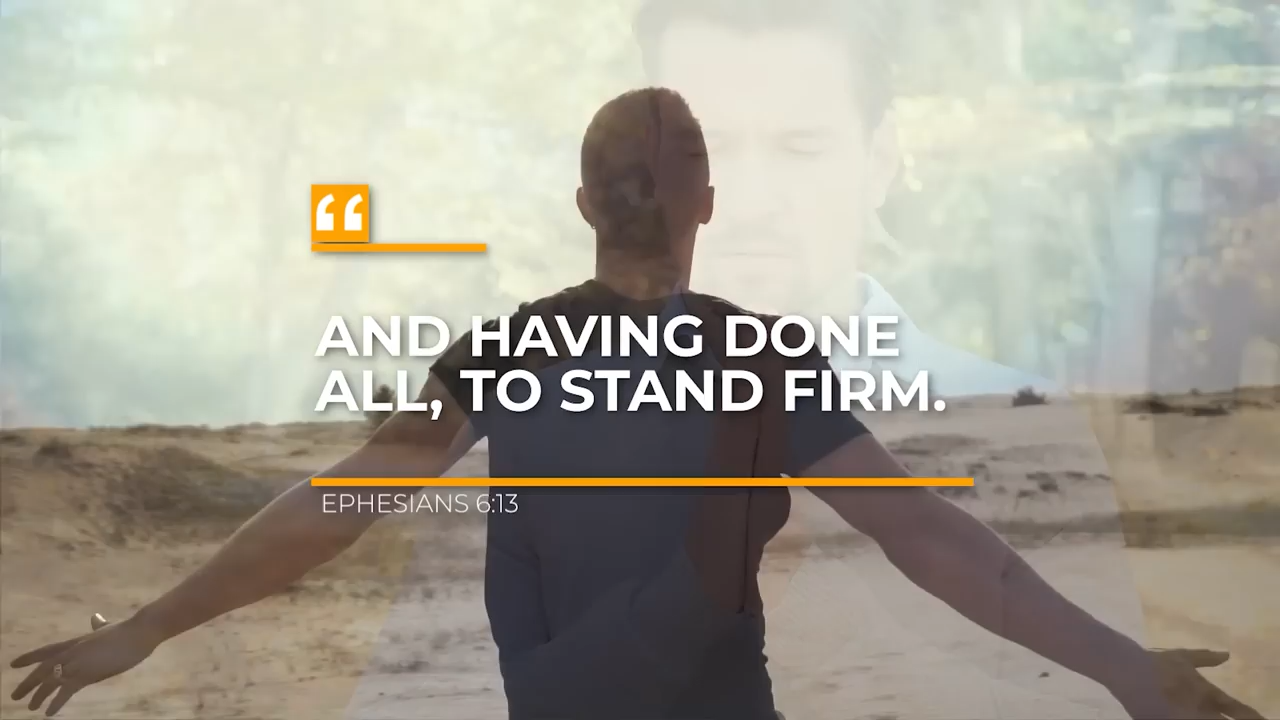 “
AND HAVING DONE
ALL, TO STAND FIRM.
EPHESIANS 6:13